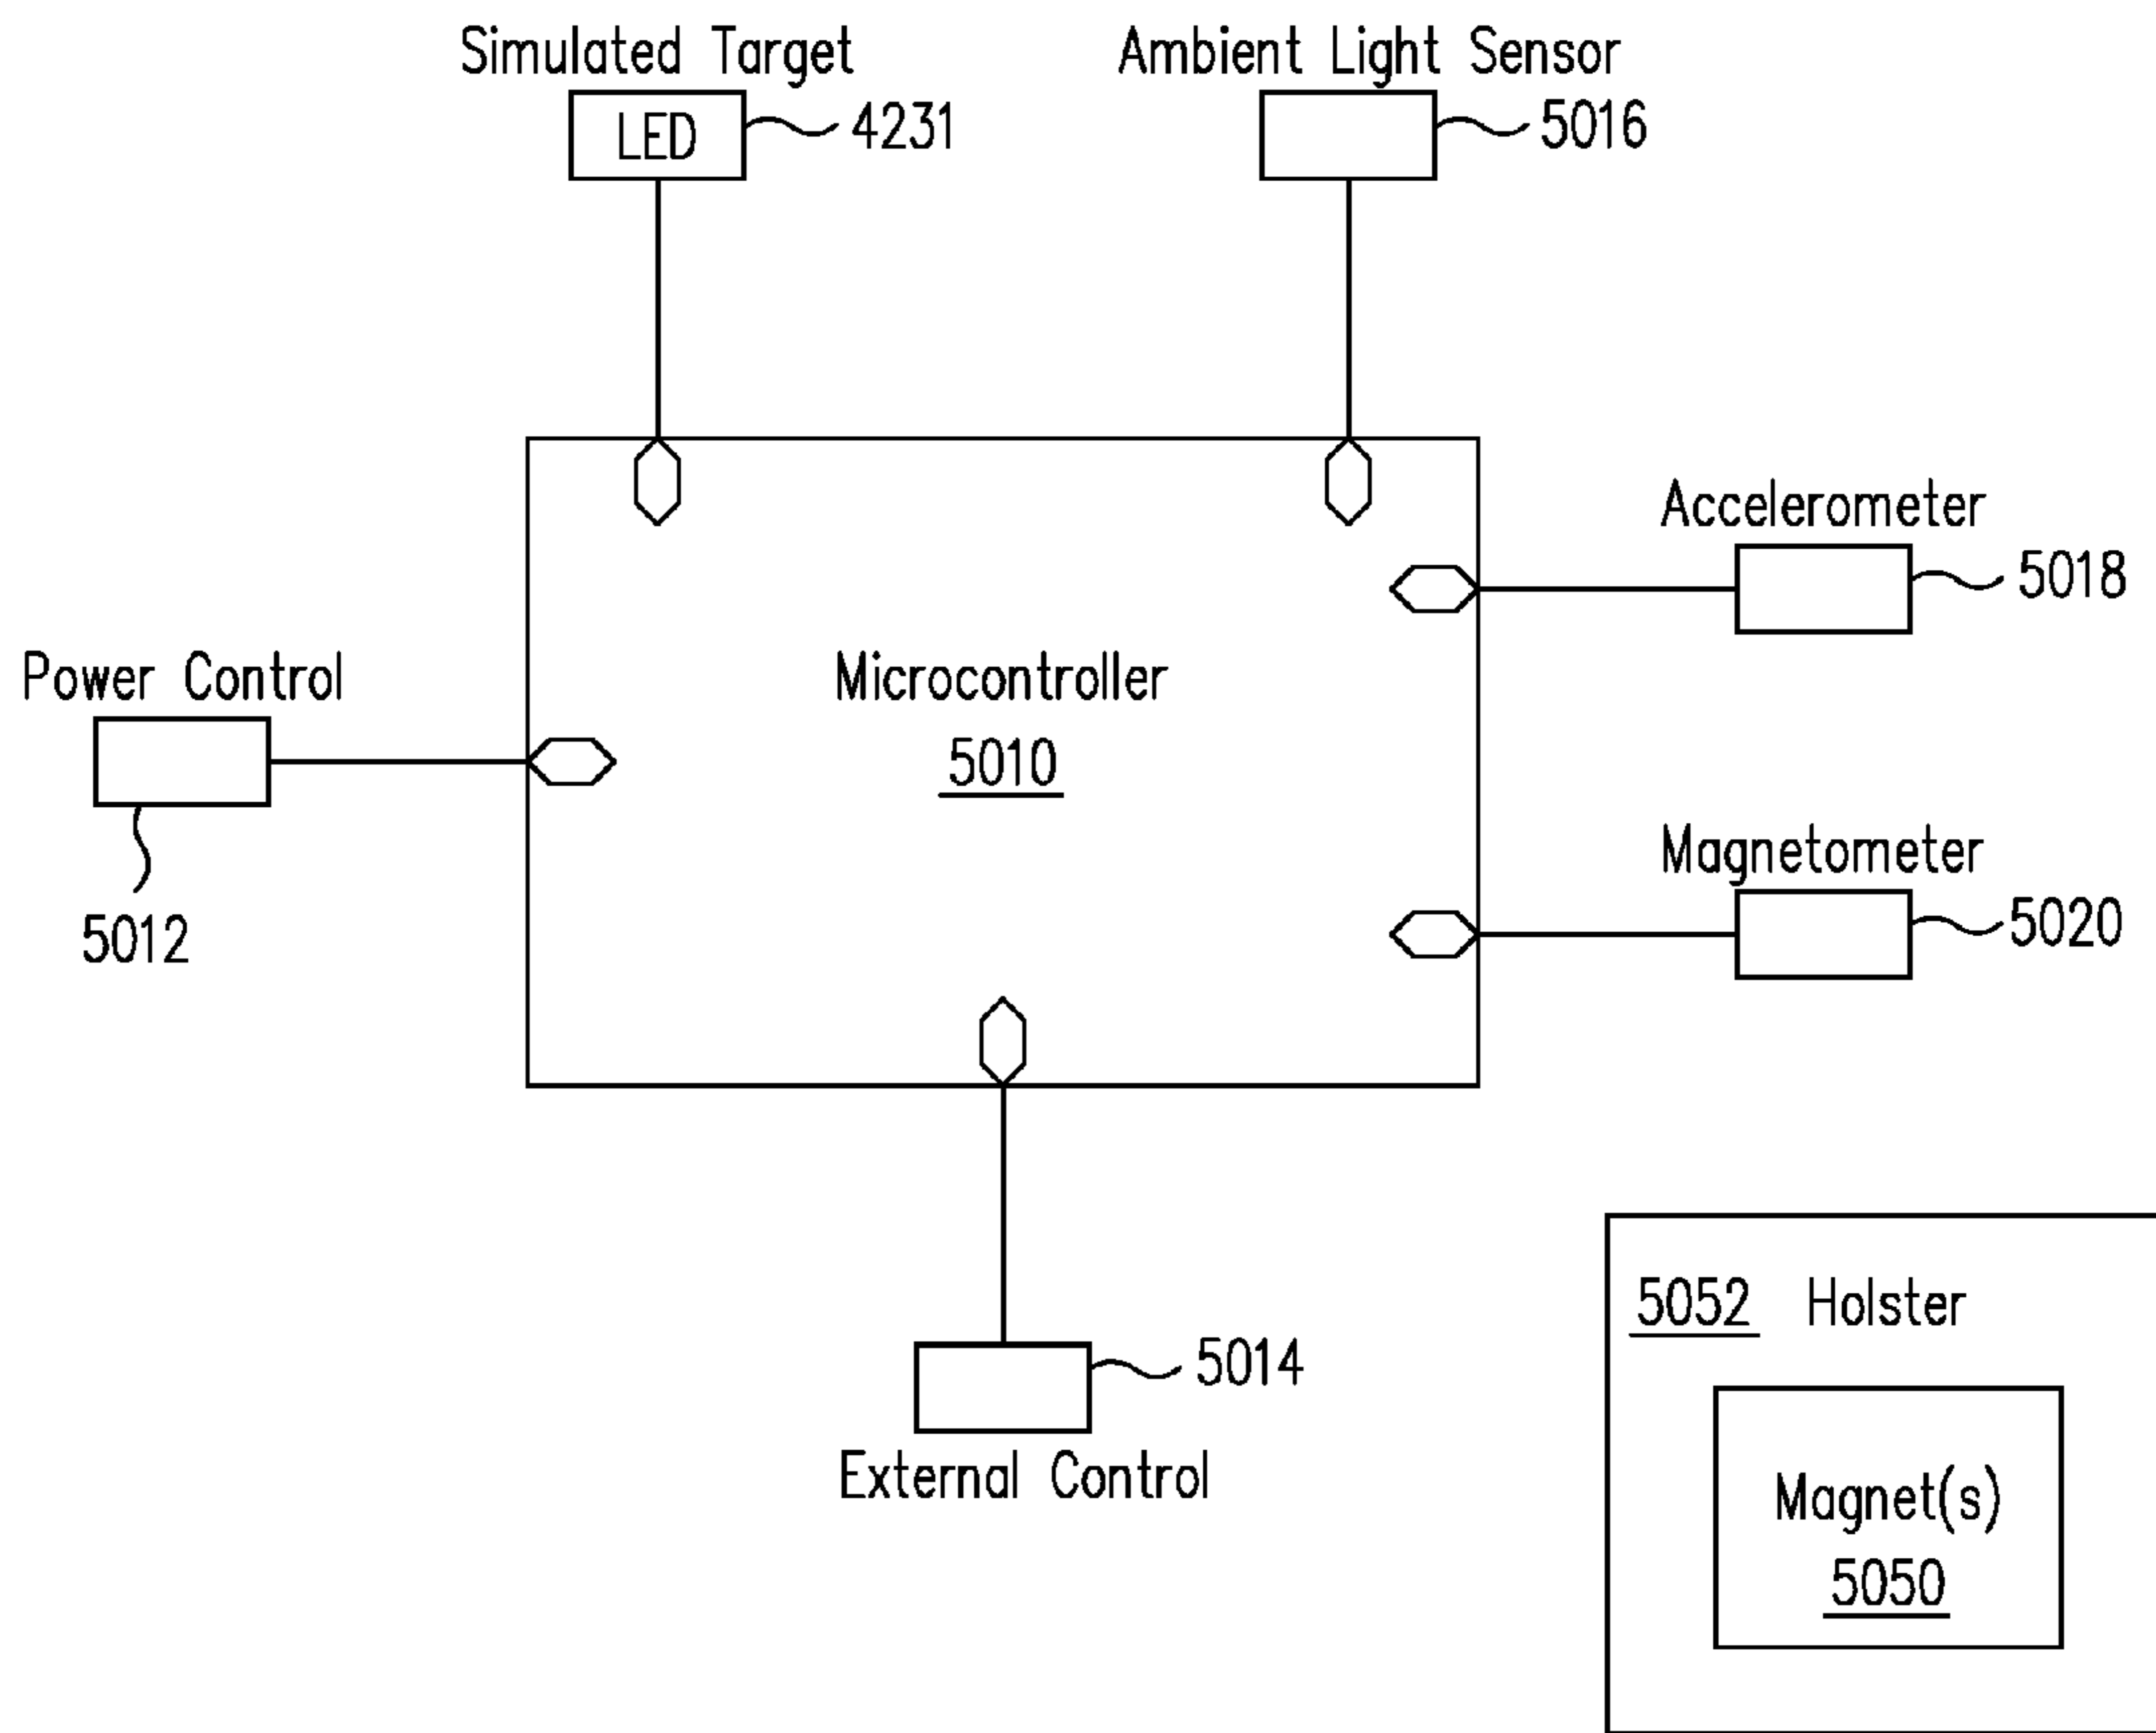 Simulated Target
LED
4231
Ambient Light Sensor
5016
Accelerometer
5018
Power Control
5012
Microcontroller
5010
Magnetometer
5020
5014
External Control
5052 Holster
Magnet(s)
5050